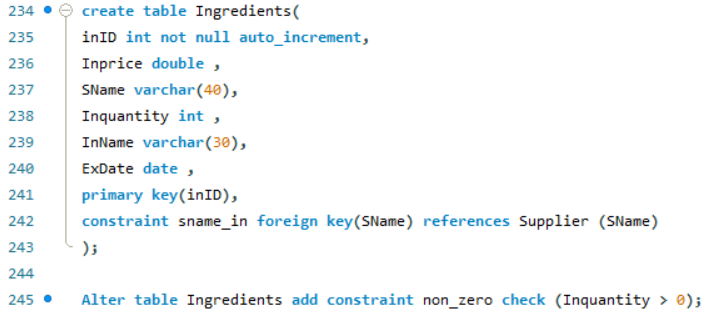 234 create table Ingredients(
235 inID int not null auto_increment,
236 Inprice double ,
237 SName varchar(40),
238 Inquantity int ,
239 InName varchar(30),
240 ExDate date ,
241 primary key(inID),
242 constraint sname_in foreign key(SName) references Supplier (SName)
243 );
244
245 Alter table Ingredients add constraint non_zero check (Inquantity > 0);